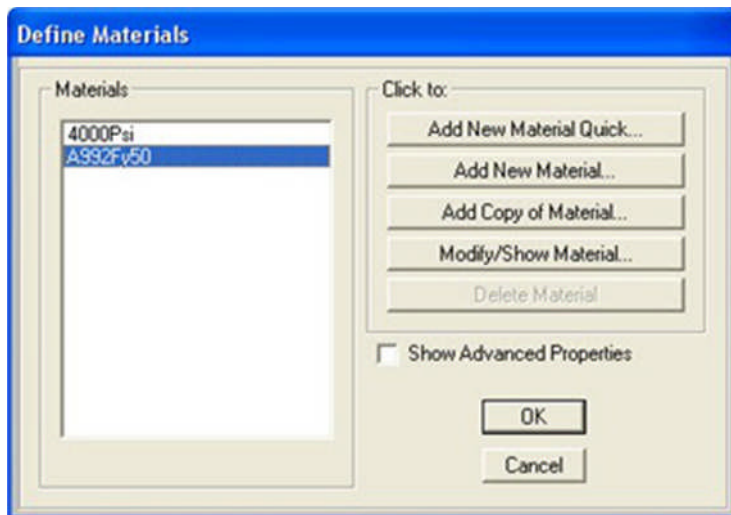 Define Materials
Materials
4000Psi
A992Fy50
Click to:
Add New Material Quick...
Add New Material...
Add Copy of Material...
Modify/Show Material...
Delete Material
Show Advanced Properties
OK
Cancel